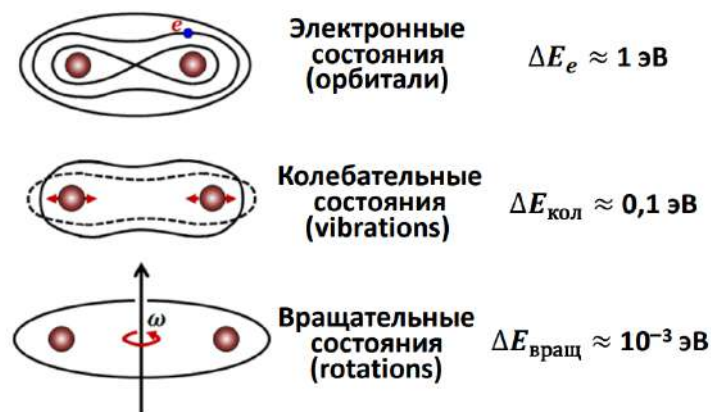 e
Электронные
состояния
(орбитали)
ΔEₑ ≈ 1 эВ
Колебательные
состояния
(vibrations)
ΔEкол ≈ 0,1 эВ
ω
Вращательные
состояния
(rotations)
ΔEвращ ≈ 10⁻³ эВ